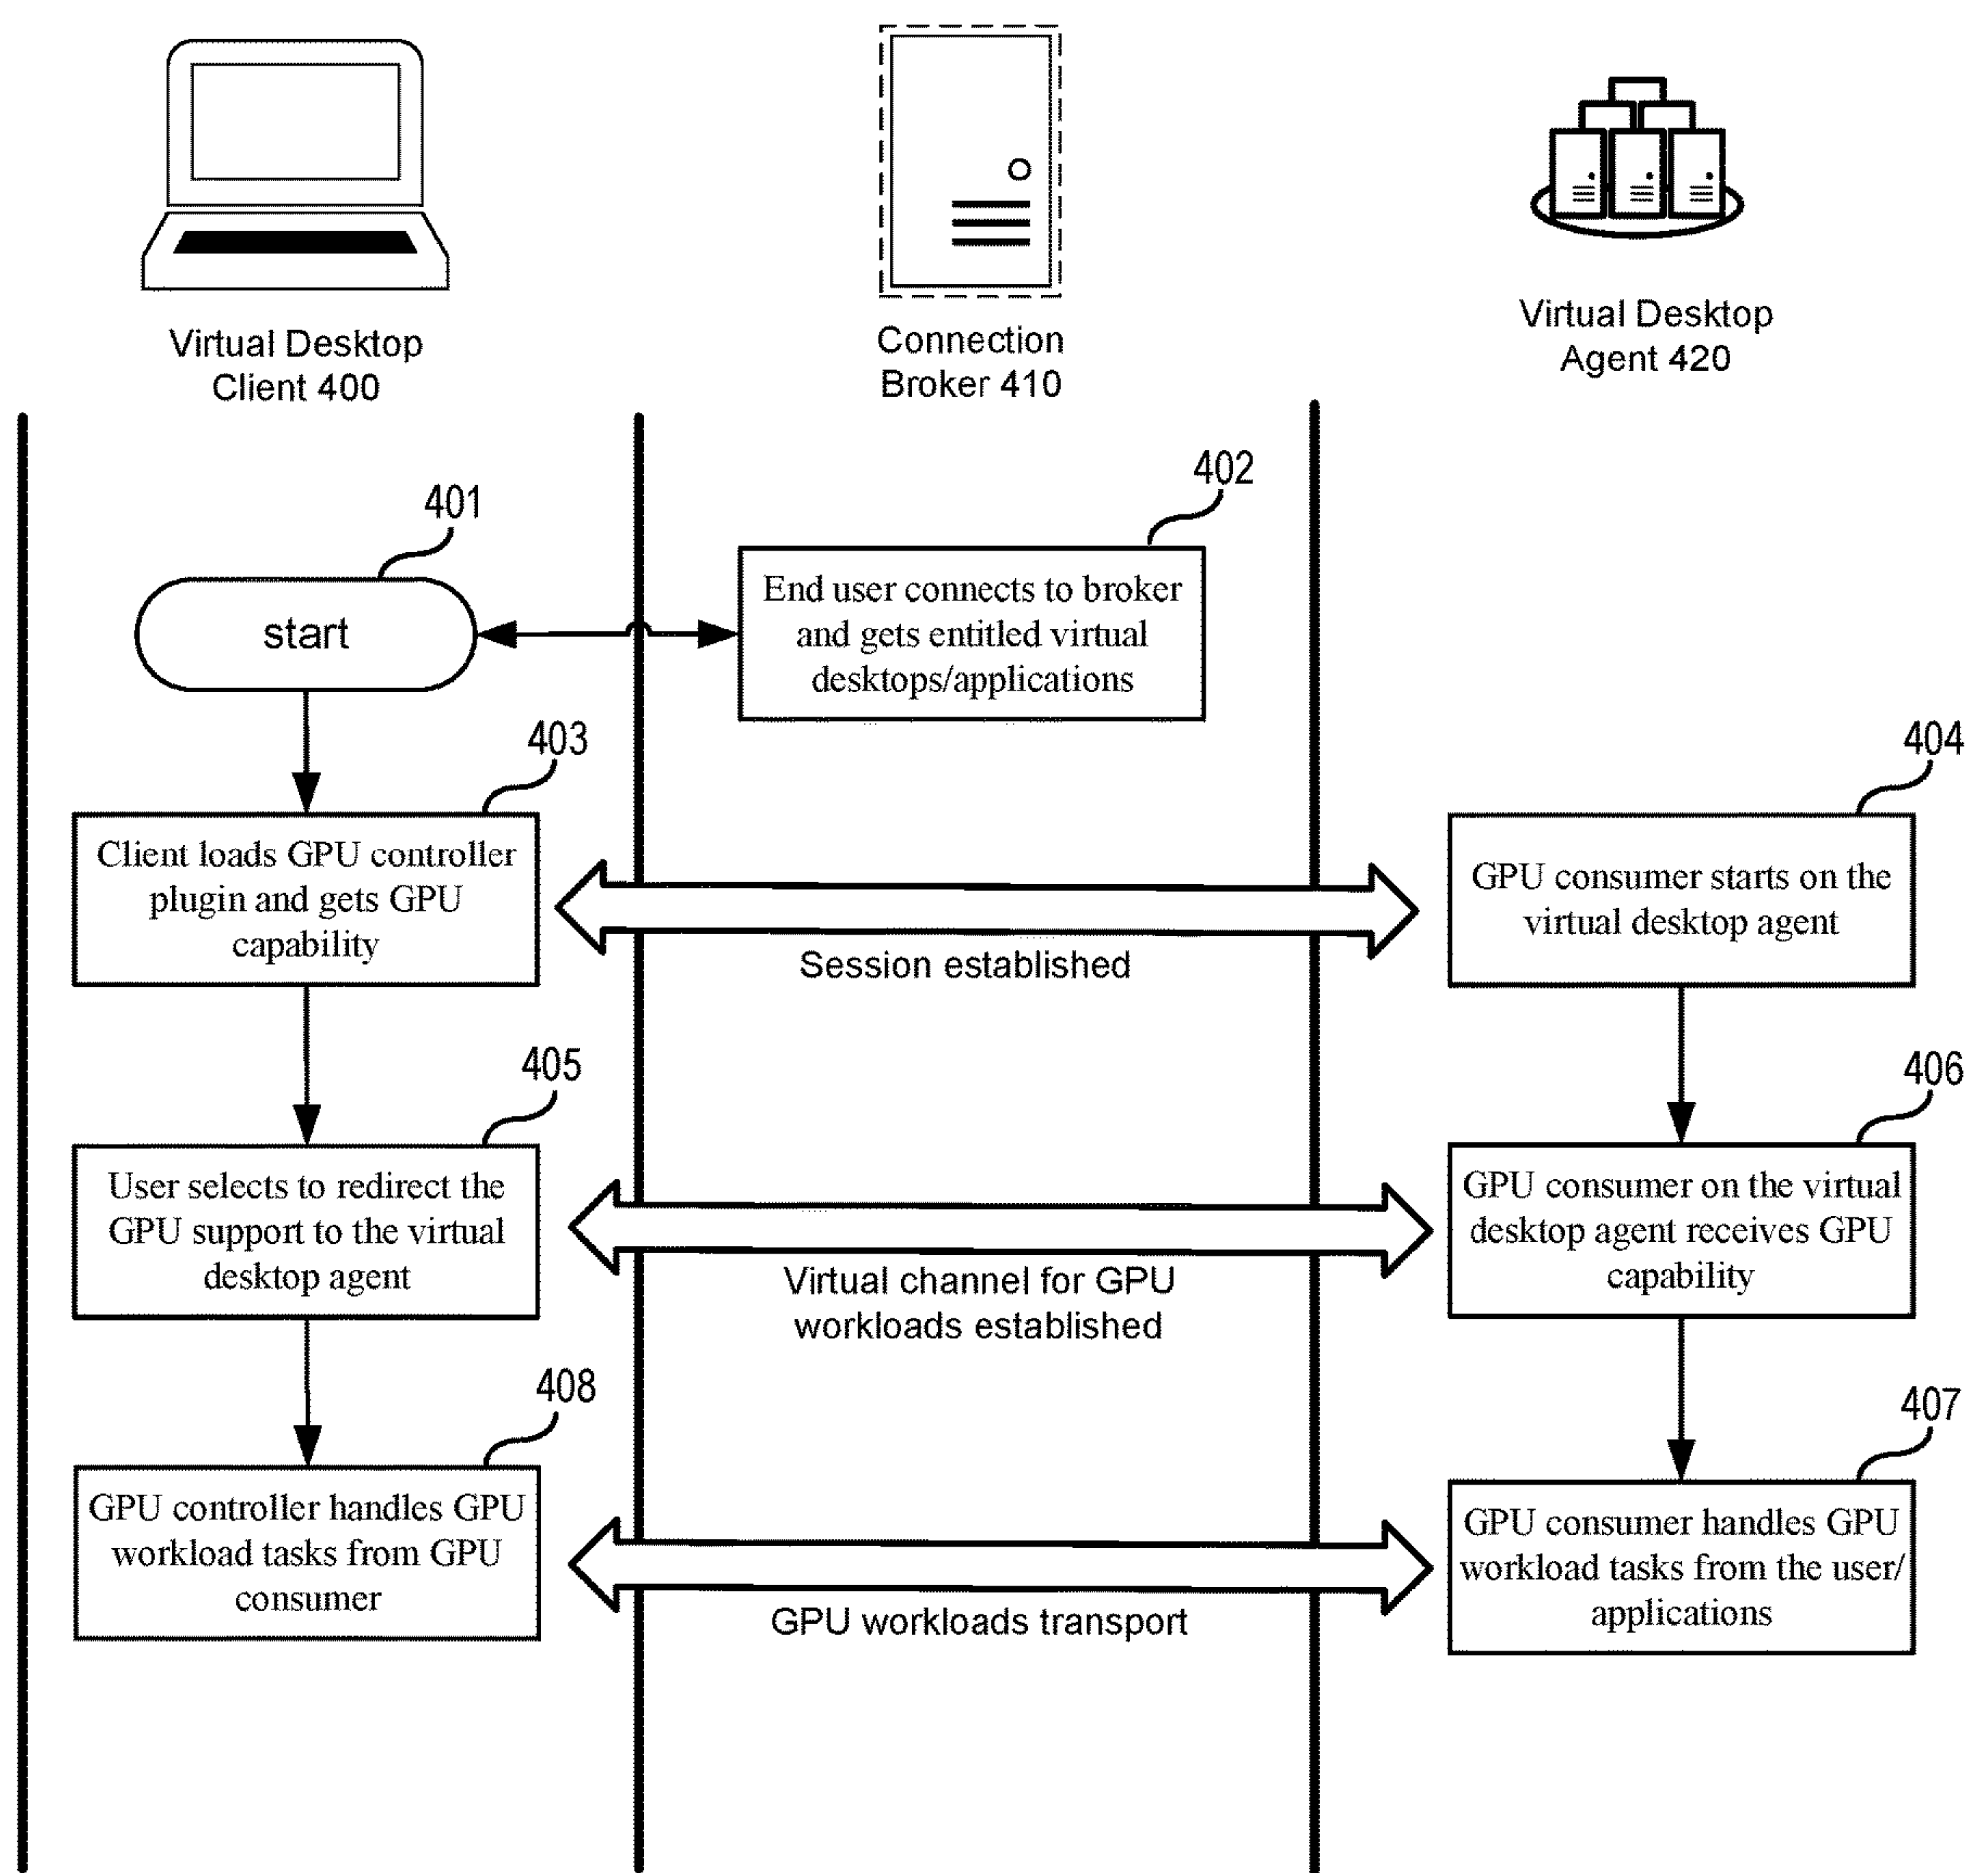 Virtual Desktop
Client 400
Connection
Broker 410
Virtual Desktop
Agent 420
401
start
402
End user connects to broker
and gets entitled virtual
desktops/applications
403
Client loads GPU controller
plugin and gets GPU
capability
Session established
404
GPU consumer starts on the
virtual desktop agent
405
User selects to redirect the
GPU support to the virtual
desktop agent
Virtual channel for GPU
workloads established
406
GPU consumer on the virtual
desktop agent receives GPU
capability
408
GPU controller handles GPU
workload tasks from GPU
consumer
GPU workloads transport
407
GPU consumer handles GPU
workload tasks from the user/
applications